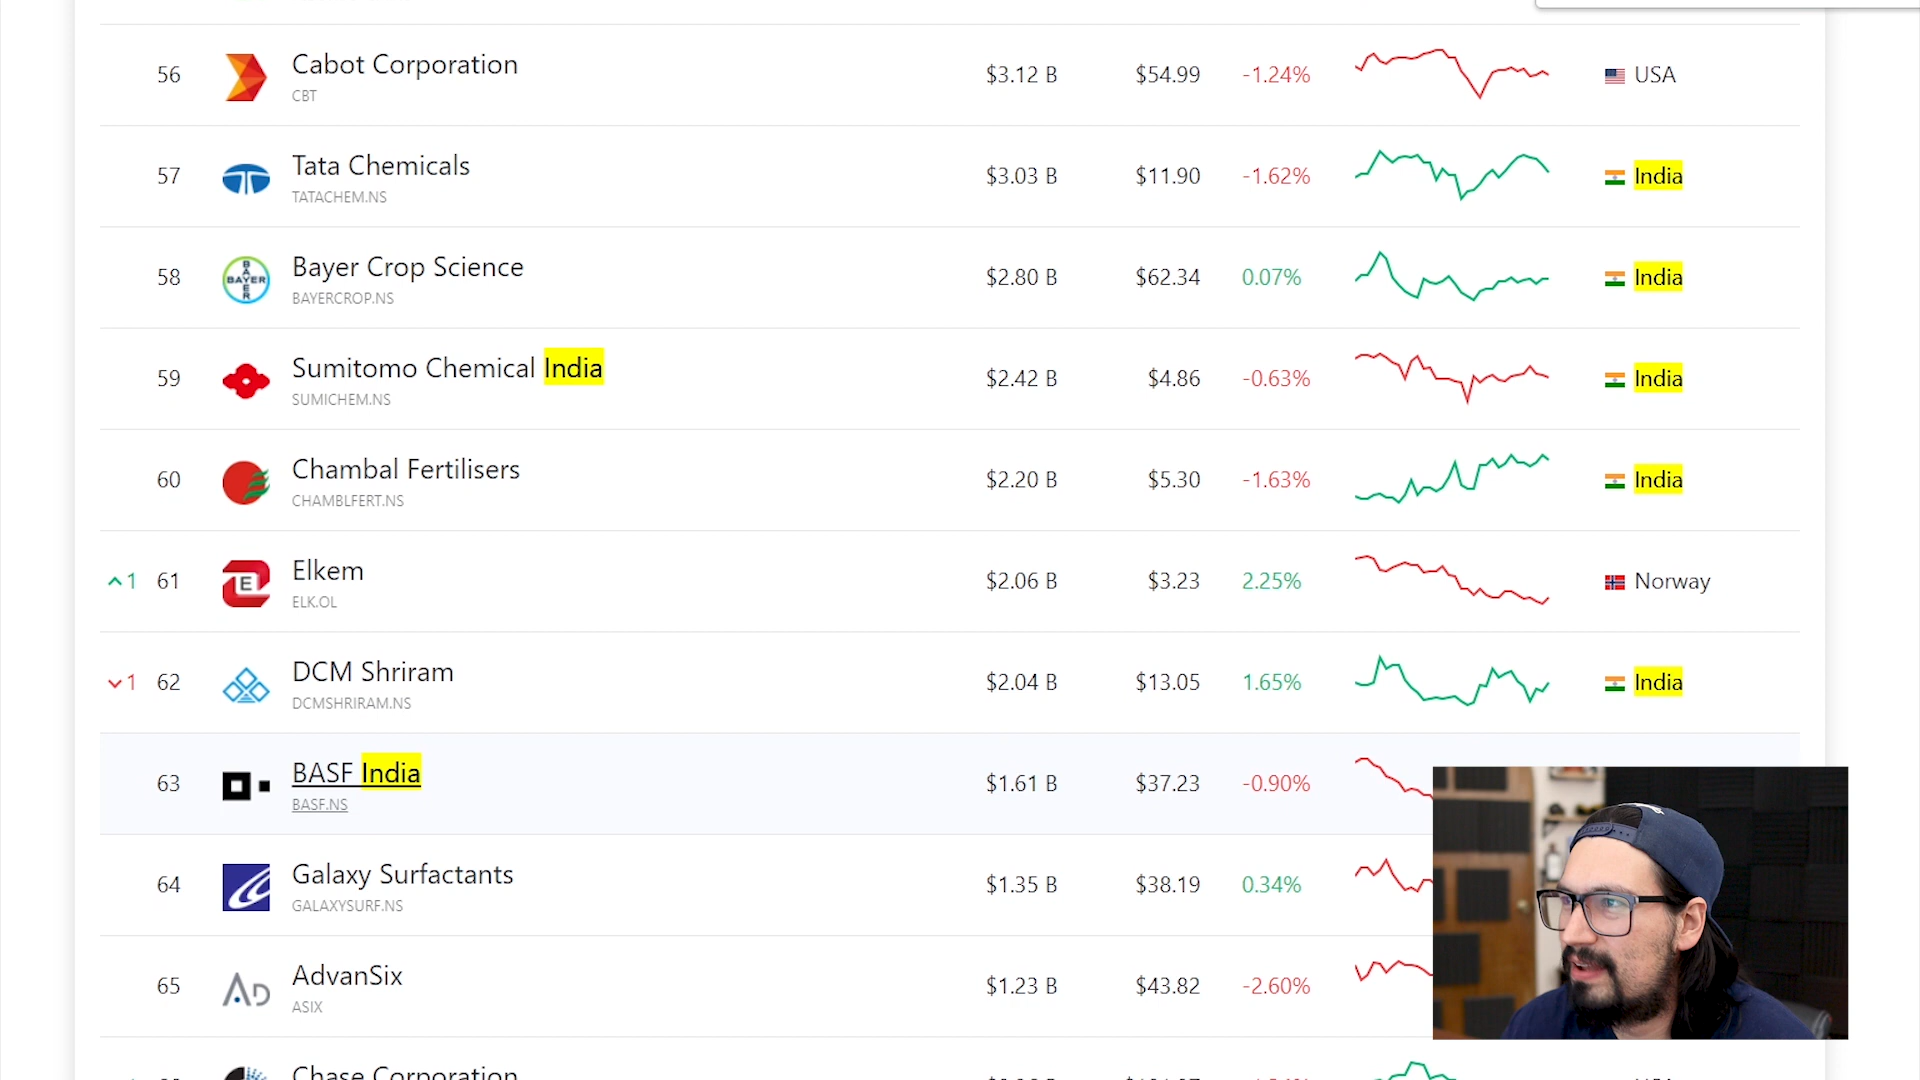 56 Cabot Corporation $3.12 B $54.99 -1.24% USA
CBT
57 Tata Chemicals $3.03 B $11.90 -1.62% India
TATACHEM.NS
58 Bayer Crop Science $2.80 B $62.34 0.07% India
BAYERCROP.NS
BAYER
BAYER
59 Sumitomo Chemical India $2.42 B $4.86 -0.63% India
SUMICHEM.NS
60 Chambal Fertilisers $2.20 B $5.30 -1.63% India
CHAMBLFERT.NS
1 61 Elkem $2.06 B $3.23 2.25% Norway
E
ELK.OL
1 62 DCM Shriram $2.04 B $13.05 1.65% India
DCMSHRIRAM.NS
63 BASF India $1.61 B $37.23 -0.90%
BASF.NS
64 Galaxy Surfactants $1.35 B $38.19 0.34%
GALAXYSURF.NS
65 AdvanSix $1.23 B $43.82 -2.60%
ASIX
Chase Corporation